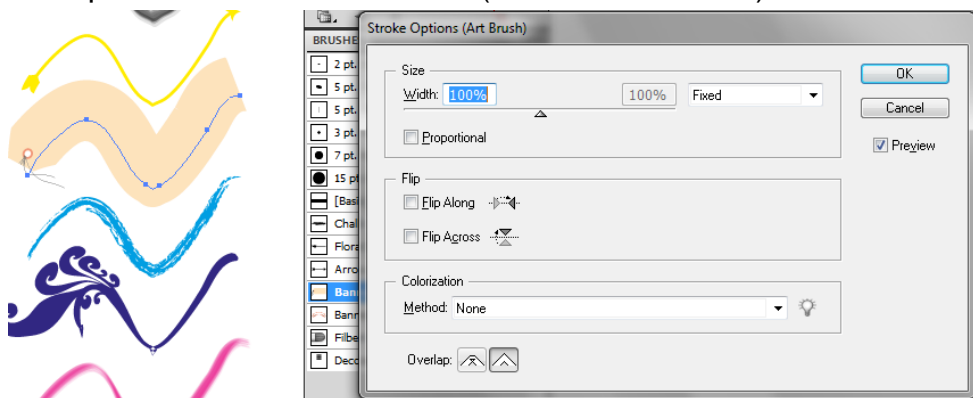 BRUSHE
Stroke Options (Art Brush)
2 pt.
5 pt.
5 pt.
3 pt.
7 pt.
15 pt
[Basi
Chal
Flora
Arro
Ban
Bann
Filbe
Deco
Size
Width: 100% 100% Fixed
Proportional
Flip
Flip Along
Flip Across
Colorization
Method: None
Overlap:
OK
Cancel
Preview